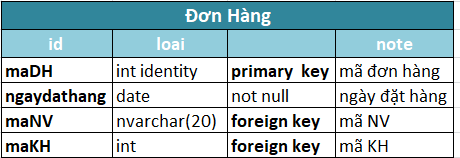 Đơn Hàng
id loai note
maDH int identity primary key mã đơn hàng
ngaydathang date not null ngày đặt hàng
maNV nvarchar(20) foreign key mã NV
maKH int foreign key mã KH